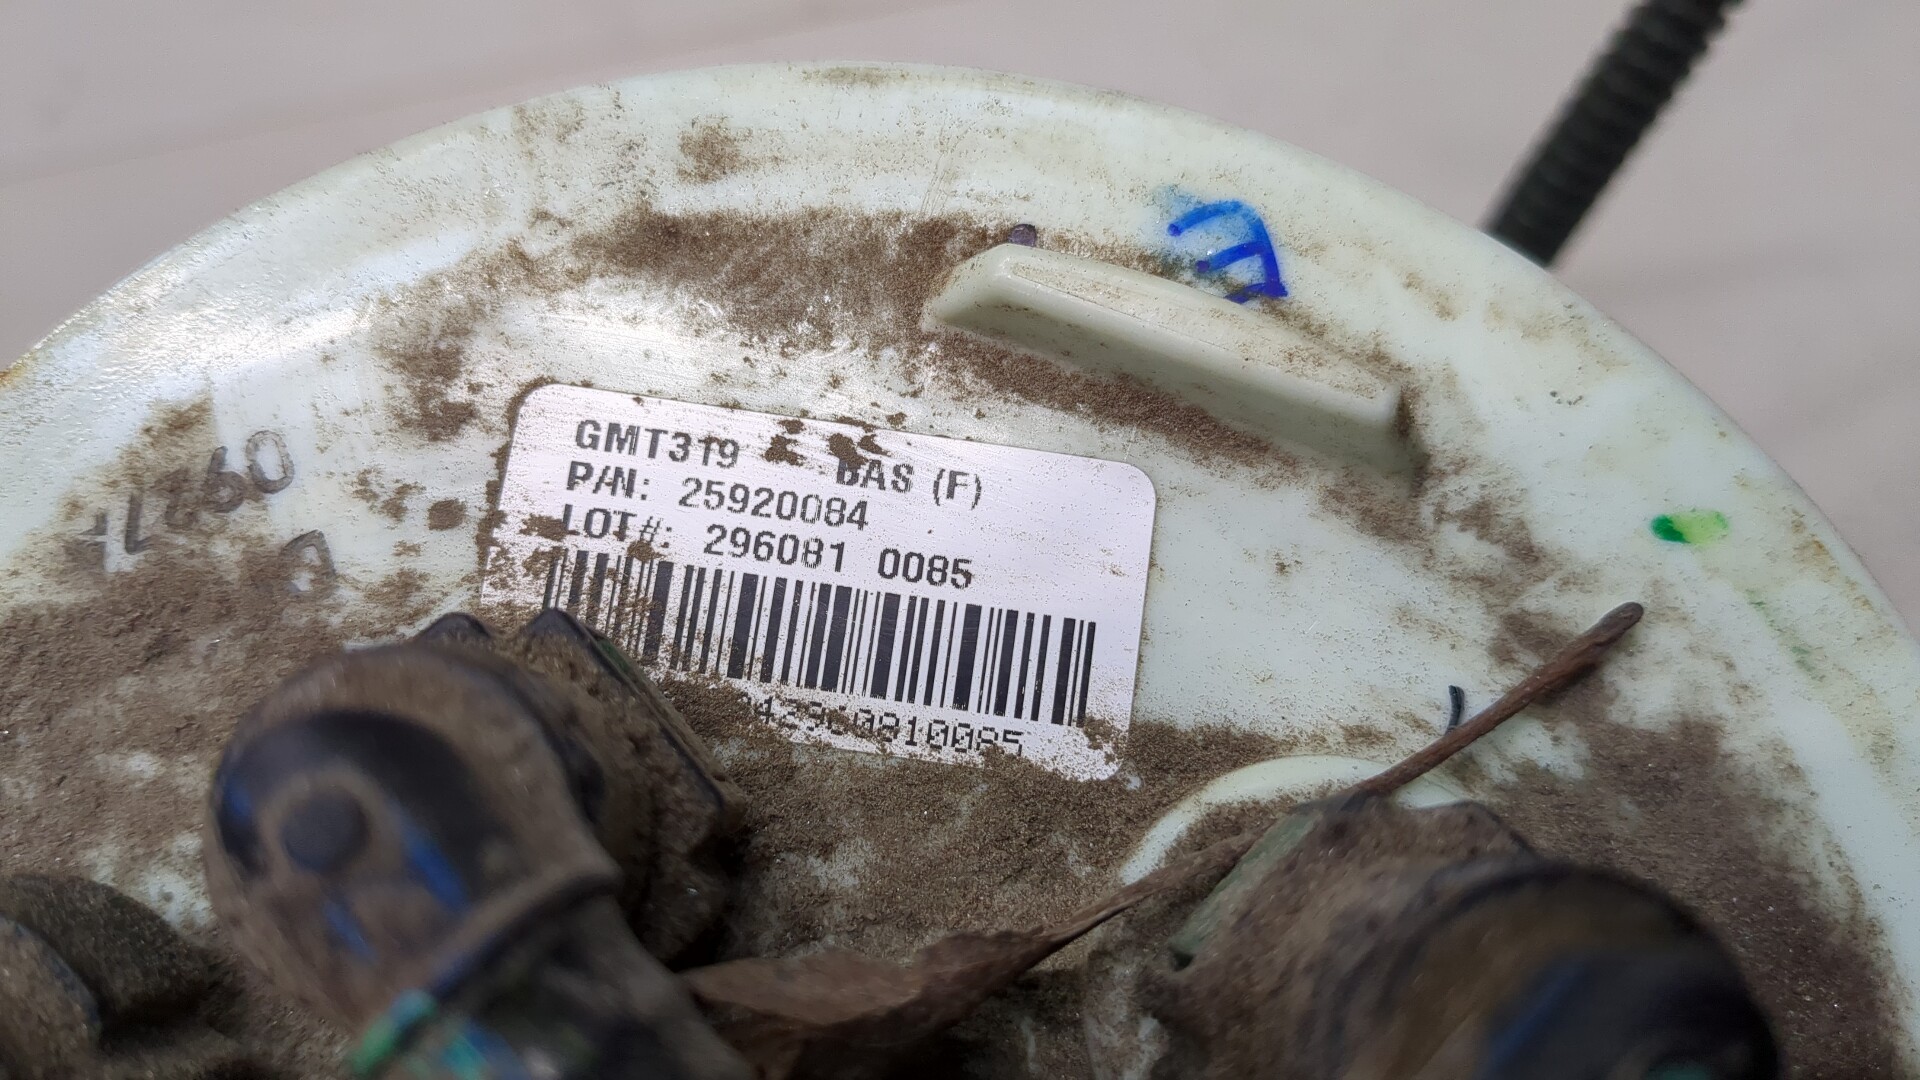 GMT319 BAS (F)
P/N: 25920084
LOT#: 296081 0085